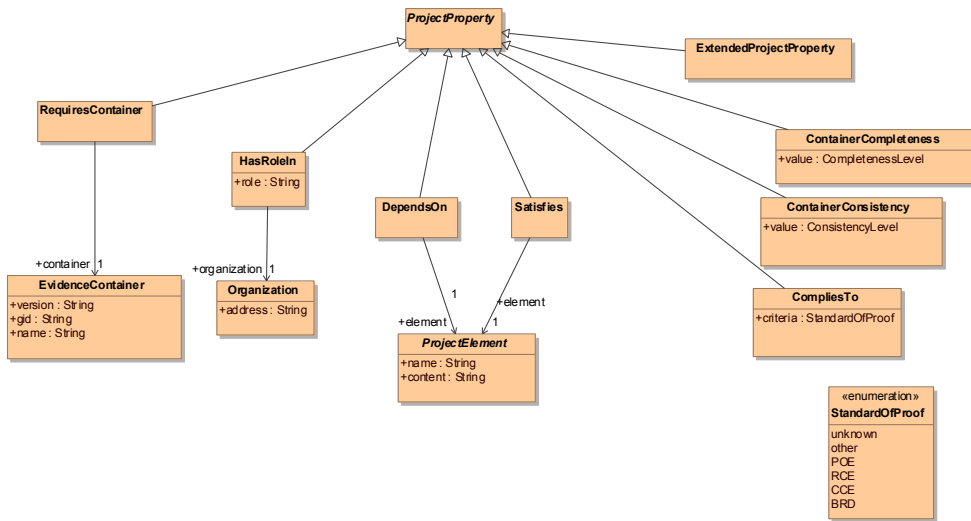 ProjectProperty
ExtendedProjectProperty
RequiresContainer
HasRoleIn
+role : String
DependsOn
Satisfies
ContainerCompleteness
+value : CompletenessLevel
ContainerConsistency
+value : ConsistencyLevel
+container 1
+organization 1
EvidenceContainer
+version : String
+gid : String
+name : String
Organization
+address : String
1
+element
+element
1
ProjectElement
+name : String
+content : String
CompliesTo
+criteria : StandardOfProof
«enumeration»
StandardOfProof
unknown
other
POE
RCE
CCE
BRD